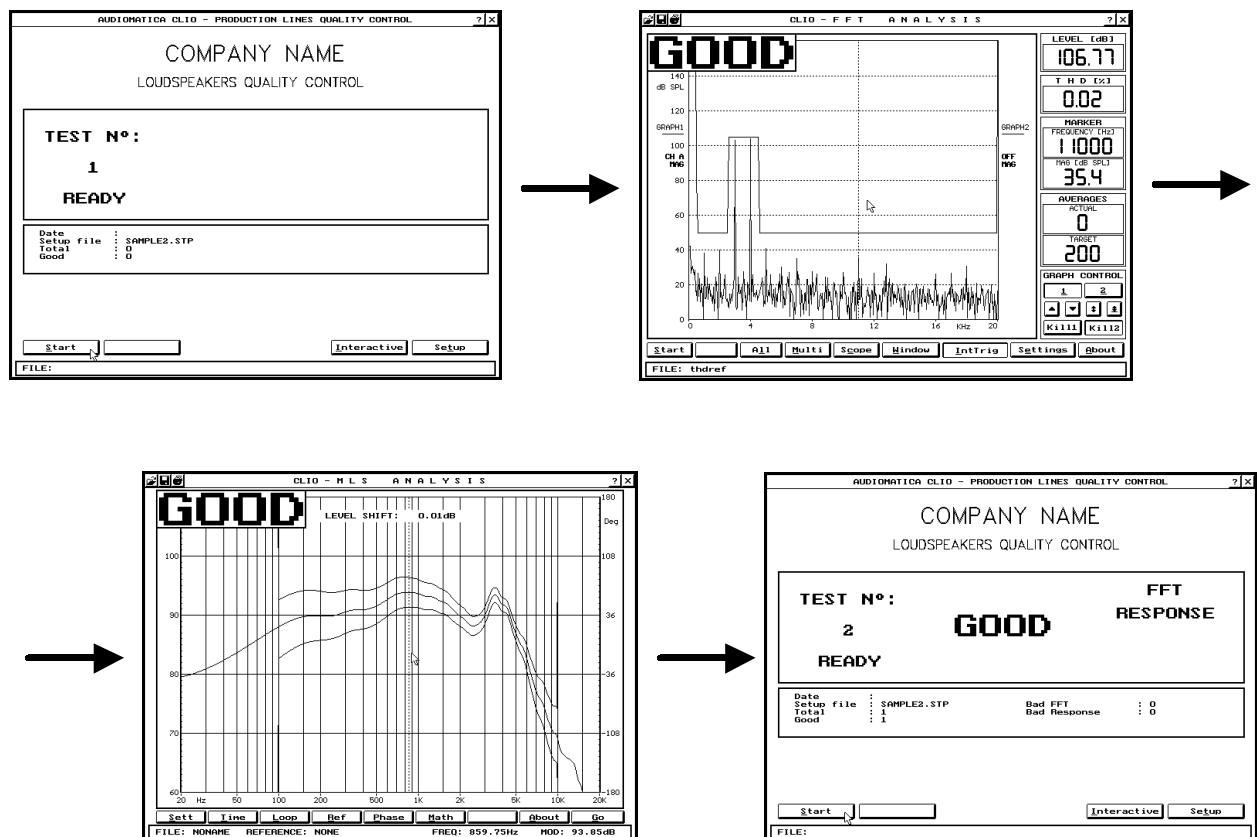 AUDIOMATICA CLIO - PRODUCTION LINES QUALITY CONTROL ? ×
COMPANY NAME
LOUDSPEAKERS QUALITY CONTROL
TEST Nº:
1
READY
Date :
Setup file : SAMPLE2.STP
Total : 0
Good : 0
Start Interactive Setup
FILE:
CLIO - FFT ANALYSIS ? ×
GOOD
140
dB SPL
120
GRAPH1
100
CH A
MAG
80
60
40
20
0
0 4 8 12 16 KHz 20
GRAPH2
OFF
MAG
LEVEL [dB]
106.77
THD [%]
0.02
MARKER
FREQUENCY [Hz]
11000
MAG [dB SPL]
35.4
AVERAGES
ACTUAL
0
TARGET
200
GRAPH CONTROL
1 2
Kill1 Kill2
Start All Multi Scope Window IntTrig Settings About
FILE: thdref
CLIO - MLS ANALYSIS ? ×
GOOD
LEVEL SHIFT: 0.01dB
180
Deg
100 108
90 36
80 -36
70 -108
60 -180
20 Hz 50 100 200 500 1K 2K 5K 10K 20K
Sett Time Loop Ref Phase Math About Go
FILE: NONAME REFERENCE: NONE FREQ: 859.75Hz MOD: 93.85dB
AUDIOMATICA CLIO - PRODUCTION LINES QUALITY CONTROL ? ×
COMPANY NAME
LOUDSPEAKERS QUALITY CONTROL
TEST Nº:
2
READY
GOOD
FFT
RESPONSE
Date :
Setup file : SAMPLE2.STP Bad FFT : 0
Total : 1 Bad Response : 0
Good : 1
Start Interactive Setup
FILE: